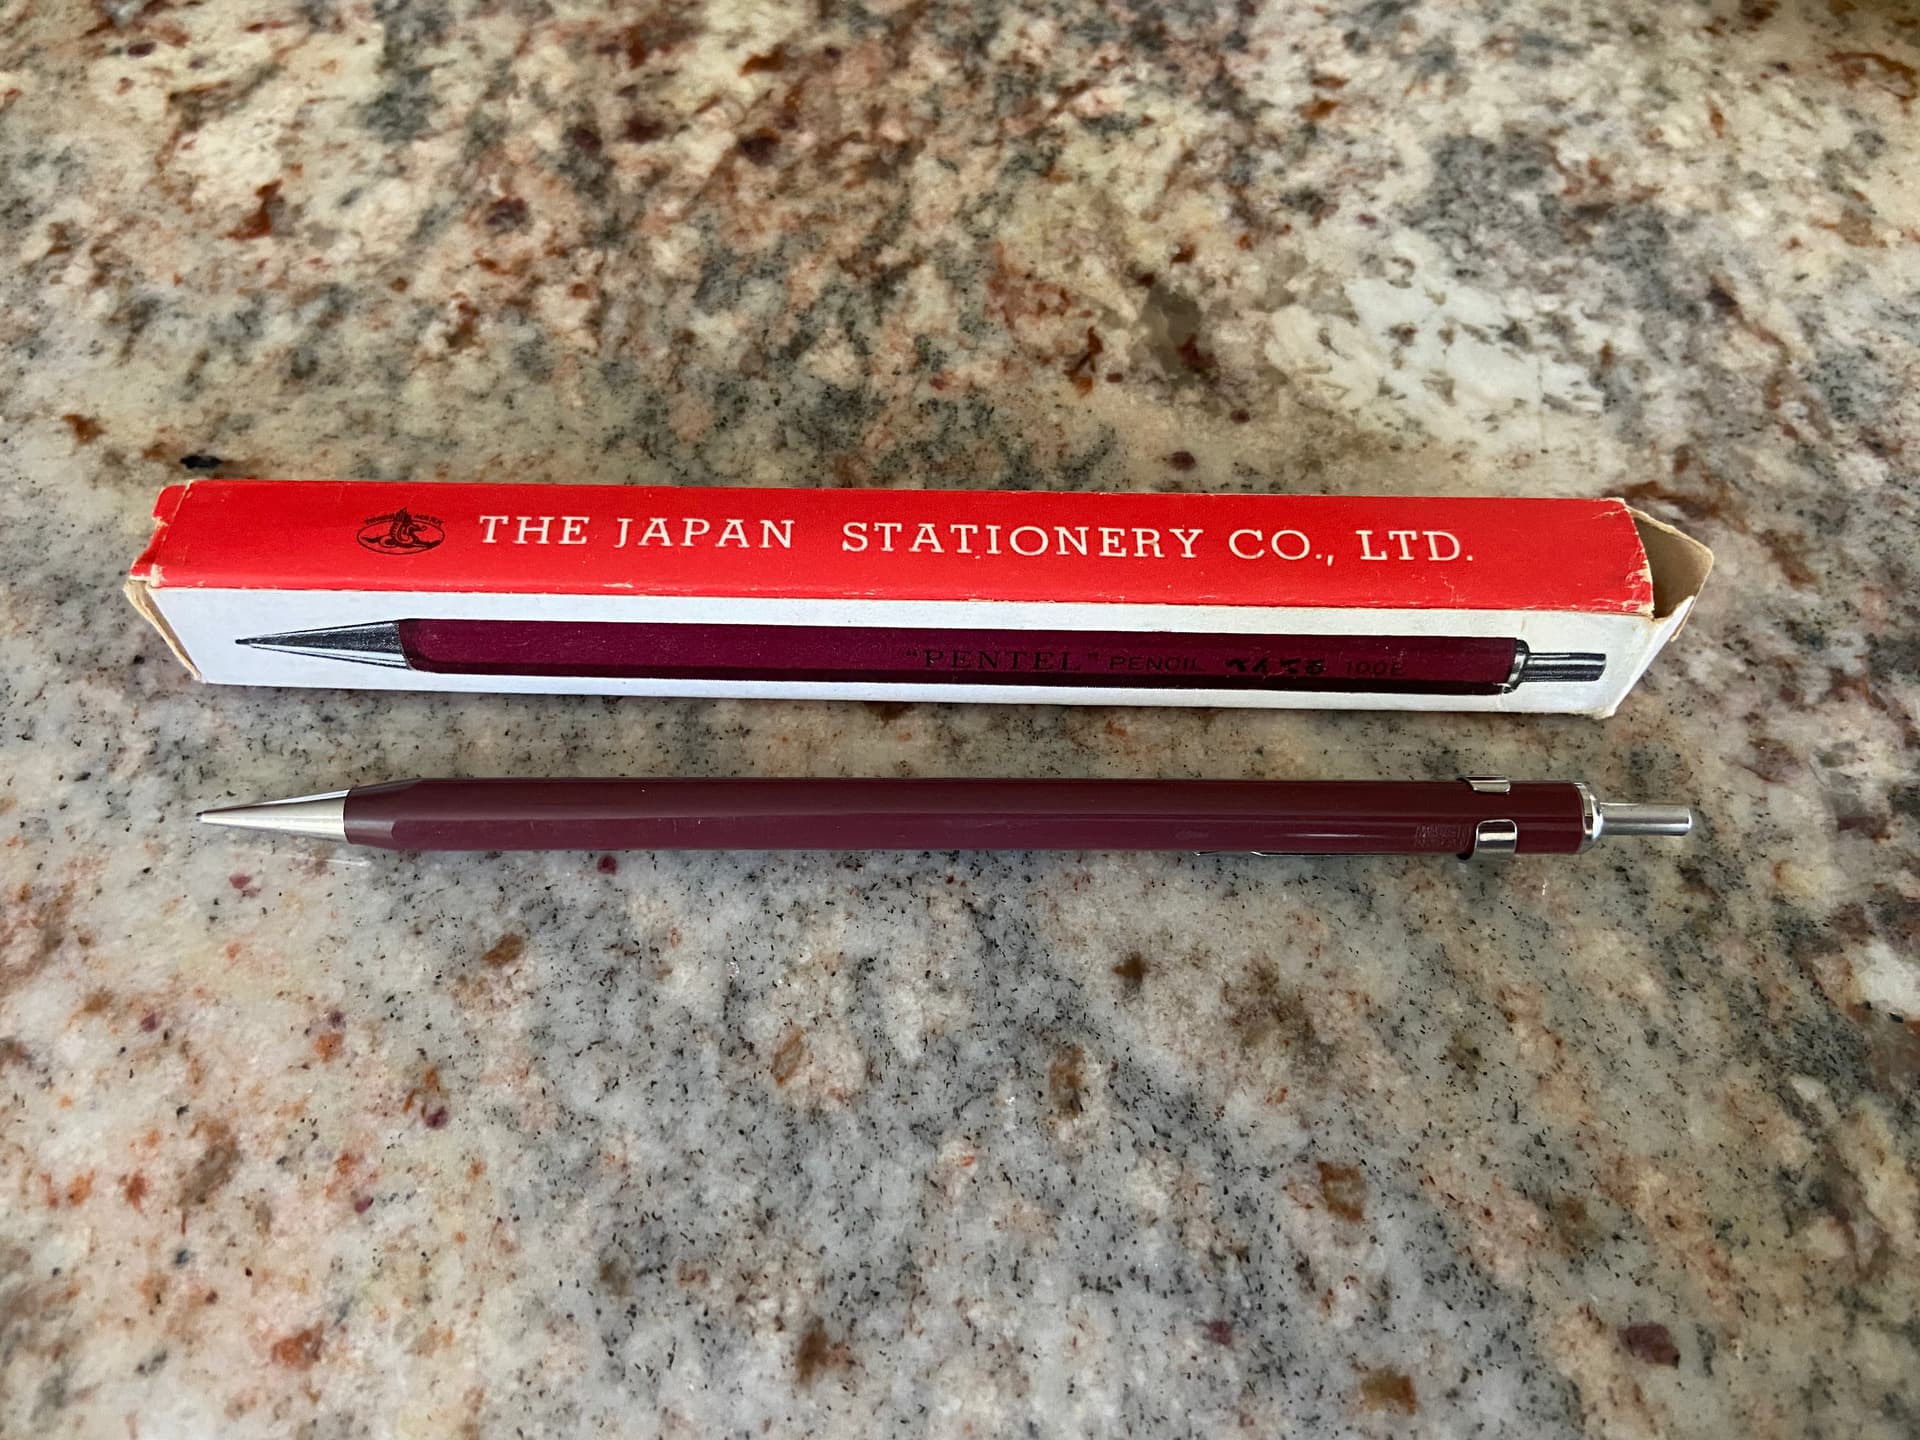 THE JAPAN STATIONERY CO., LTD.
"PENTEL" PENCIL ぺんてる 100E